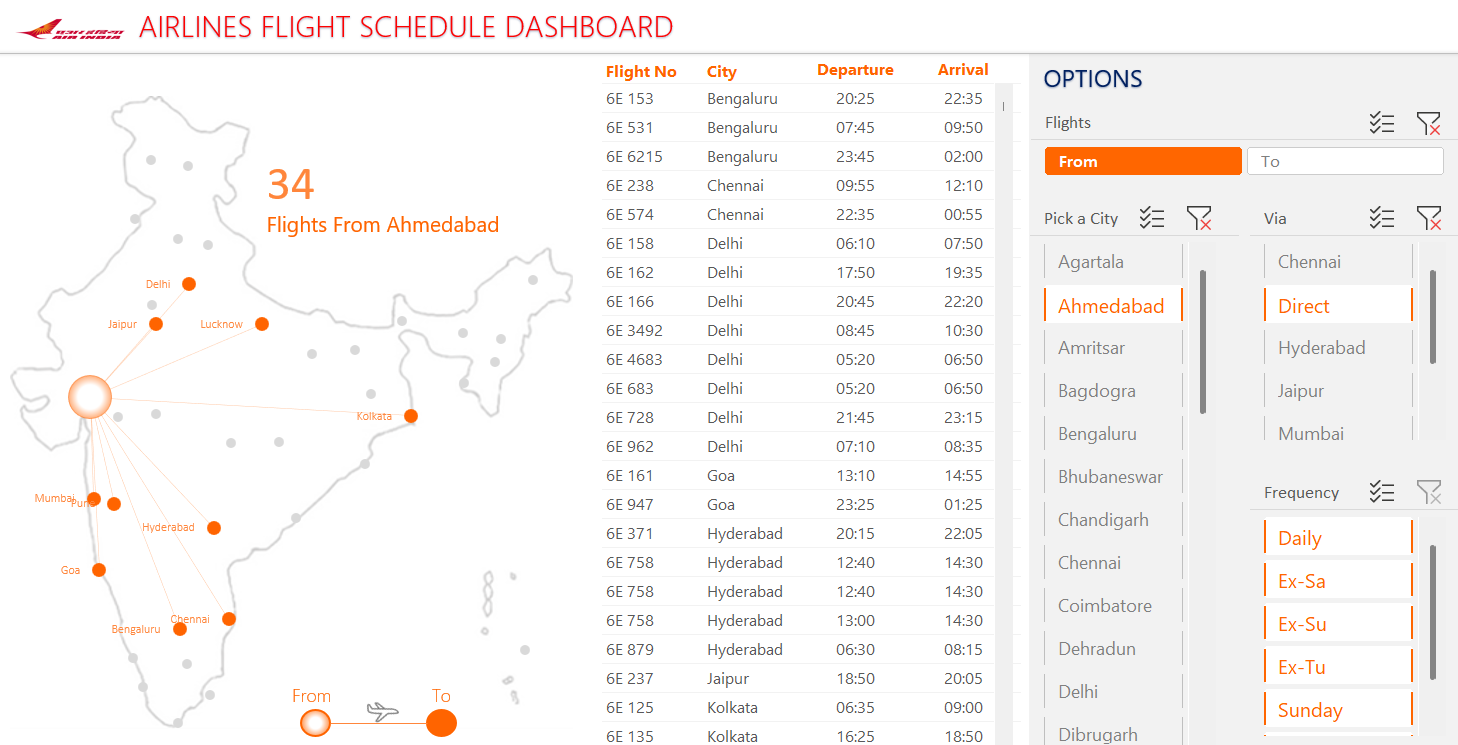 AIR INDIA
AIRLINES FLIGHT SCHEDULE DASHBOARD
34
Flights From Ahmedabad
Delhi
Jaipur
Lucknow
Kolkata
Mumbai
Pune
Hyderabad
Goa
Chennai
Bengaluru
From
To
Flight No City Departure Arrival
6E 153 Bengaluru 20:25 22:35
6E 531 Bengaluru 07:45 09:50
6E 6215 Bengaluru 23:45 02:00
6E 238 Chennai 09:55 12:10
6E 574 Chennai 22:35 00:55
6E 158 Delhi 06:10 07:50
6E 162 Delhi 17:50 19:35
6E 166 Delhi 20:45 22:20
6E 3492 Delhi 08:45 10:30
6E 4683 Delhi 05:20 06:50
6E 683 Delhi 05:20 06:50
6E 728 Delhi 21:45 23:15
6E 962 Delhi 07:10 08:35
6E 161 Goa 13:10 14:55
6E 947 Goa 23:25 01:25
6E 371 Hyderabad 20:15 22:05
6E 758 Hyderabad 12:40 14:30
6E 758 Hyderabad 12:40 14:30
6E 758 Hyderabad 13:00 14:30
6E 879 Hyderabad 06:30 08:15
6E 237 Jaipur 18:50 20:05
6E 125 Kolkata 06:35 09:00
6E 135 Kolkata 16:25 18:50
OPTIONS
Flights
From To
Pick a City
Agartala
Ahmedabad
Amritsar
Bagdogra
Bengaluru
Bhubaneswar
Chandigarh
Chennai
Coimbatore
Dehradun
Delhi
Dibrugarh
Via
Chennai
Direct
Hyderabad
Jaipur
Mumbai
Frequency
Daily
Ex-Sa
Ex-Su
Ex-Tu
Sunday